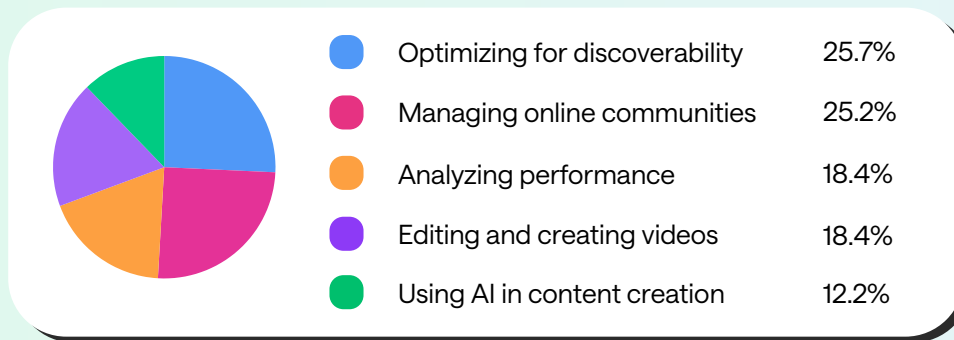 Optimizing for discoverability 25.7%
Managing online communities 25.2%
Analyzing performance 18.4%
Editing and creating videos 18.4%
Using AI in content creation 12.2%